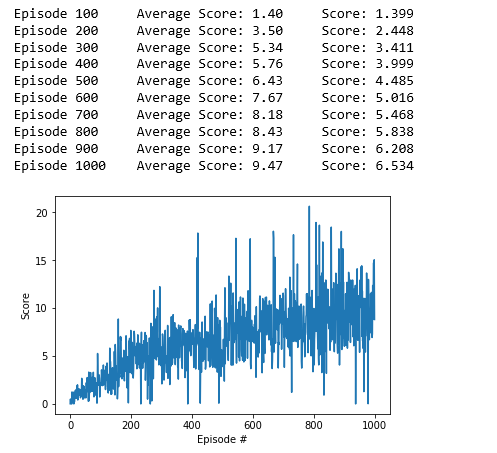 Episode 100 Average Score: 1.40 Score: 1.399
Episode 200 Average Score: 3.50 Score: 2.448
Episode 300 Average Score: 5.34 Score: 3.411
Episode 400 Average Score: 5.76 Score: 3.999
Episode 500 Average Score: 6.43 Score: 4.485
Episode 600 Average Score: 7.67 Score: 5.016
Episode 700 Average Score: 8.18 Score: 5.468
Episode 800 Average Score: 8.43 Score: 5.838
Episode 900 Average Score: 9.17 Score: 6.208
Episode 1000 Average Score: 9.47 Score: 6.534
20
15
10
5
0
Score
0 200 400 600 800 1000
Episode #